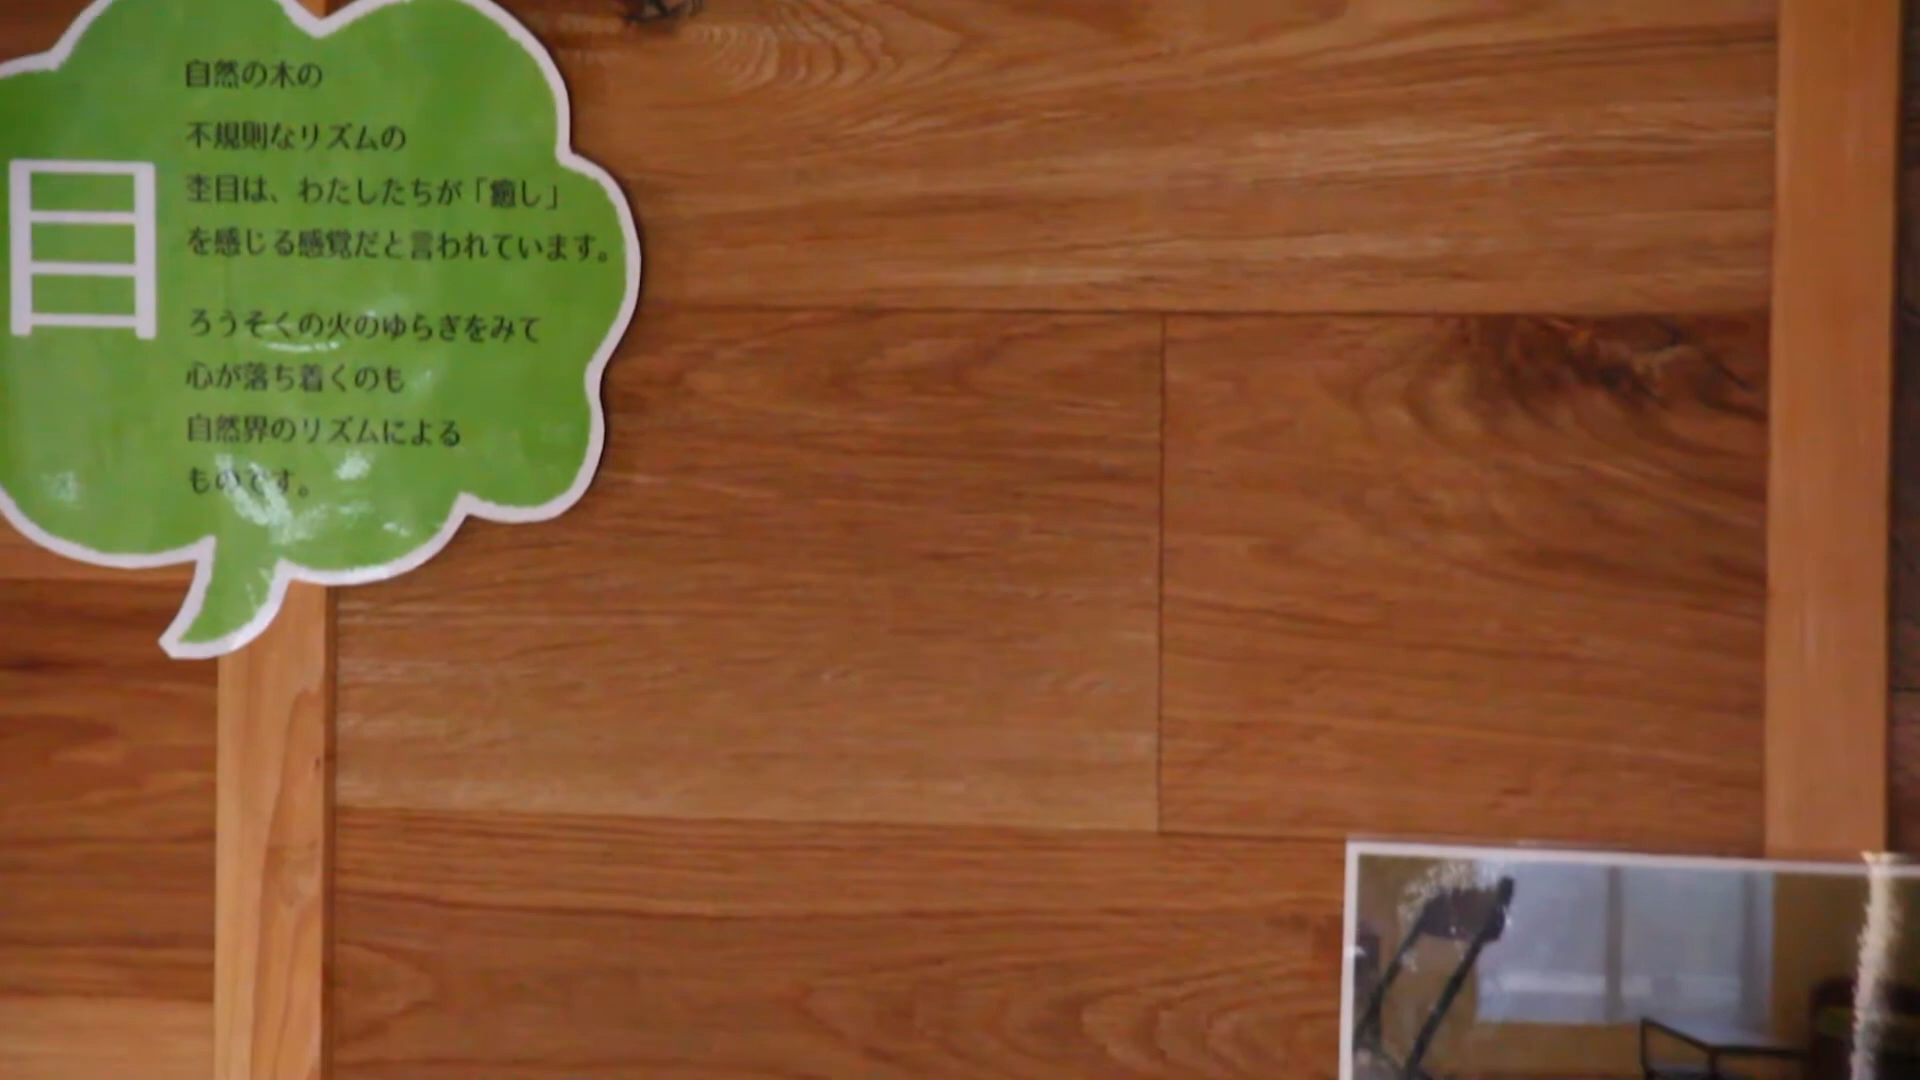 目
自然の木の
不規則なリズムの
杢目は、わたしたちが「癒し」
を感じる感覚だと言われています。
ろうそくの火のゆらぎをみて
心が落ち着くのも
自然界のリズムによる
ものです。